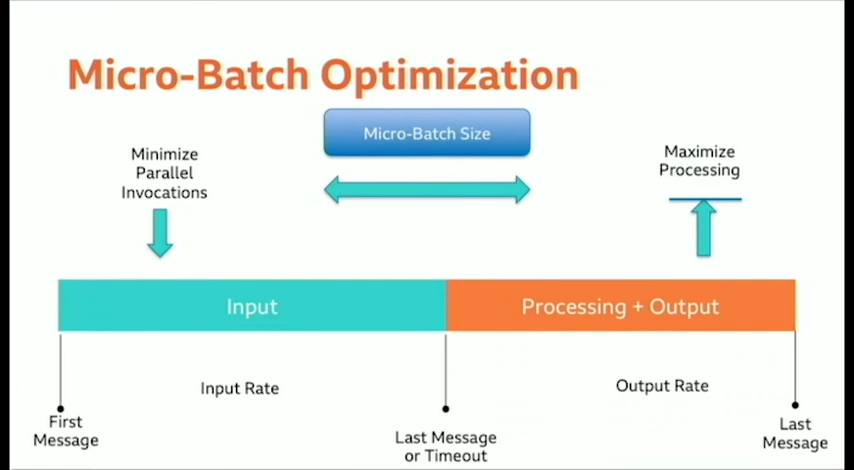 Micro-Batch Optimization
Micro-Batch Size
Minimize
Parallel
Invocations
Maximize
Processing
Input
Processing + Output
Input Rate
Output Rate
First
Message
Last Message
or Timeout
Last
Message